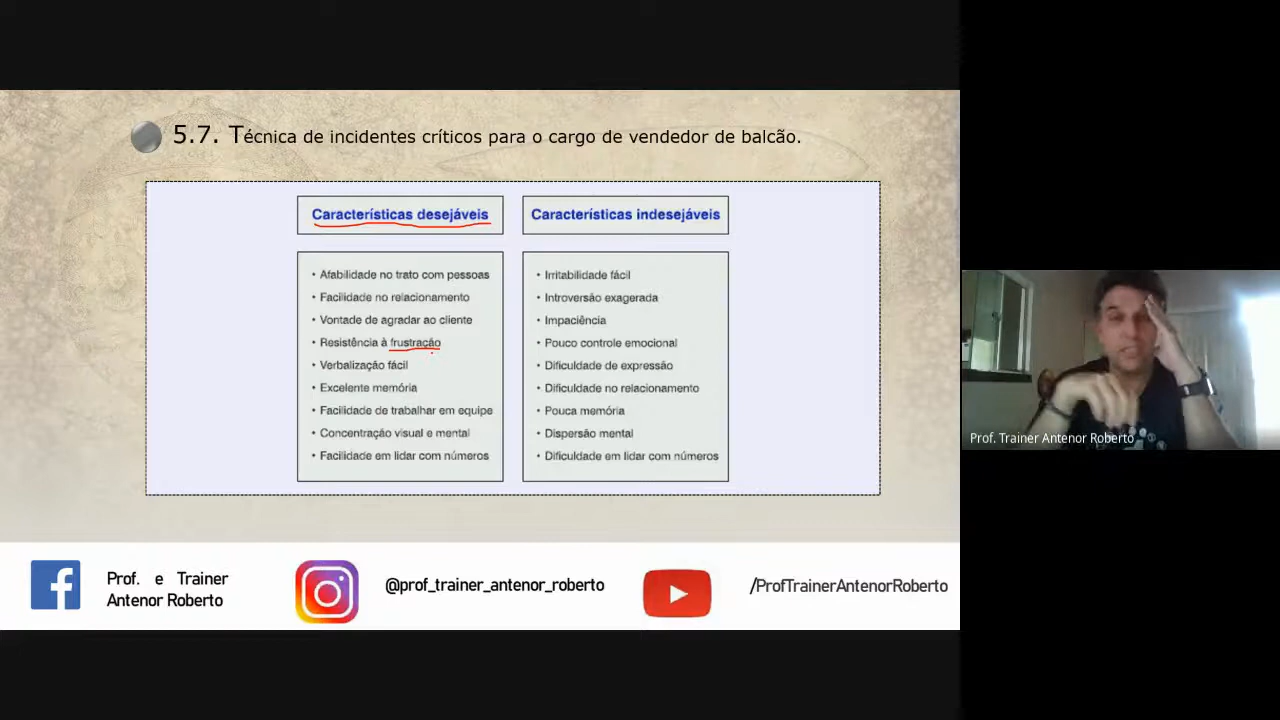 5.7. Técnica de incidentes críticos para o cargo de vendedor de balcão.
Características desejáveis
• Afabilidade no trato com pessoas
• Facilidade no relacionamento
• Vontade de agradar ao cliente
• Resistência à frustração
• Verbalização fácil
• Excelente memória
• Facilidade de trabalhar em equipe
• Concentração visual e mental
• Facilidade em lidar com números
Características indesejáveis
• Irritabilidade fácil
• Introversão exagerada
• Impaciência
• Pouco controle emocional
• Dificuldade de expressão
• Dificuldade no relacionamento
• Pouca memória
• Dispersão mental
• Dificuldade em lidar com números
Prof. Trainer Antenor Roberto
Prof. e Trainer
Antenor Roberto
@prof_trainer_antenor_roberto
/ProfTrainerAntenorRoberto